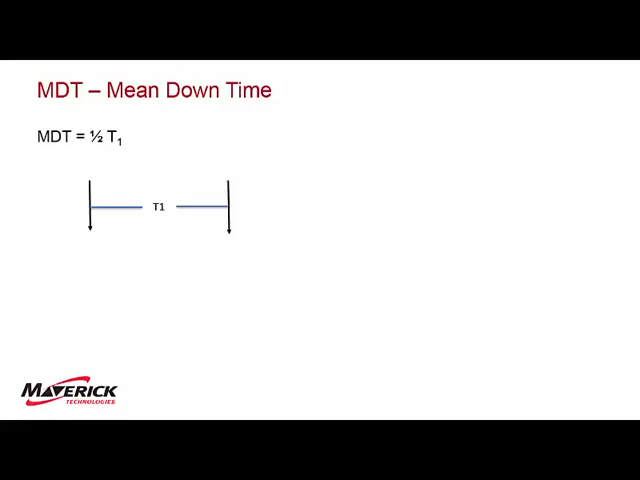 MDT – Mean Down Time
MDT = ½ T₁
T1
MAVERICK
TECHNOLOGIES